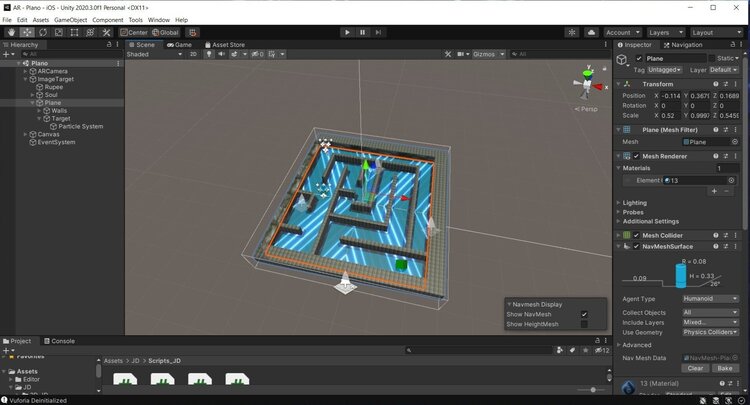 AR - Plano - iOS - Unity 2020.3.0f1 Personal <DX11>
File Edit Assets GameObject Component Tools Window Help
Center Global Account Layers Layout
Hierarchy Scene Game Asset Store Inspector Navigation
All Shaded 2D Gizmos All
Plane Static
Tag Untagged Layer Default
Plano
ARCamera
ImageTarget
Rupee
Soul
Plane
Walls
Target
Particle System
Canvas
EventSystem
y
x
Persp
Transform
Position X -0.114 Y 0.3679 Z 0.1689
Rotation X 0 Y 0 Z 0
Scale X 0.52 Y 0.9997 Z 0.5459
Plane (Mesh Filter)
Mesh Plane
Mesh Renderer
Materials 1
Element 13
Lighting
Probes
Additional Settings
Mesh Collider
NavMeshSurface
R = 0.08
0.09
H = 0.33
26°
Agent Type Humanoid
Collect Objects All
Include Layers Mixed...
Use Geometry Physics Colliders
Advanced
Nav Mesh Data NavMesh-Pla
Clear Bake
13 (Material)
Navmesh Display
Show NavMesh
Show HeightMesh
Project Console
12
Favorites
Assets
Editor
JD
Assets > JD > Scripts_JD
Vuforia Deinitialized